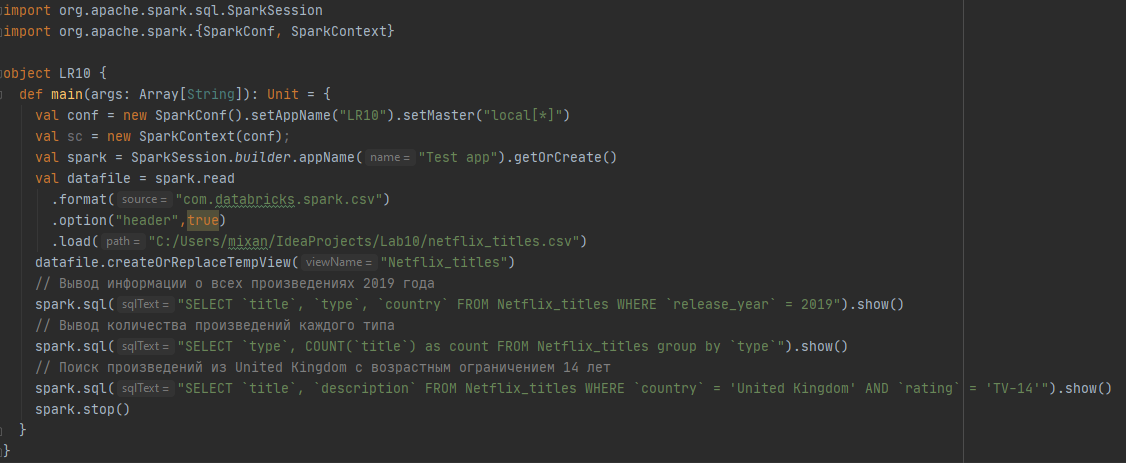 import org.apache.spark.sql.SparkSession
import org.apache.spark.{SparkConf, SparkContext}
object LR10 {
def main(args: Array[String]): Unit = {
val conf = new SparkConf().setAppName("LR10").setMaster("local[*]")
val sc = new SparkContext(conf);
val spark = SparkSession.builder.appName( name = "Test app").getOrCreate()
val datafile = spark.read
.format( source = "com.databricks.spark.csv")
.option("header",true)
.load( path = "C:/Users/mixan/IdeaProjects/Lab10/netflix_titles.csv")
datafile.createOrReplaceTempView( viewName = "Netflix_titles")
// Вывод информации о всех произведениях 2019 года
spark.sql( sqlText = "SELECT `title`, `type`, `country` FROM Netflix_titles WHERE `release_year` = 2019").show()
// Вывод количества произведений каждого типа
spark.sql( sqlText = "SELECT `type`, COUNT(`title`) as count FROM Netflix_titles group by `type`").show()
// Поиск произведений из United Kingdom с возрастным ограничением 14 лет
spark.sql( sqlText = "SELECT `title`, `description` FROM Netflix_titles WHERE `country` = 'United Kingdom' AND `rating` = 'TV-14'").show()
spark.stop()
}
}